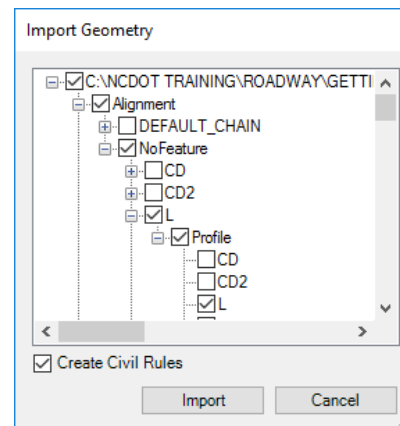 Import Geometry
C:\NCDOT TRAINING\ROADWAY\GETTI
Alignment
DEFAULT_CHAIN
NoFeature
CD
CD2
L
Profile
CD
CD2
L
Create Civil Rules
Import Cancel